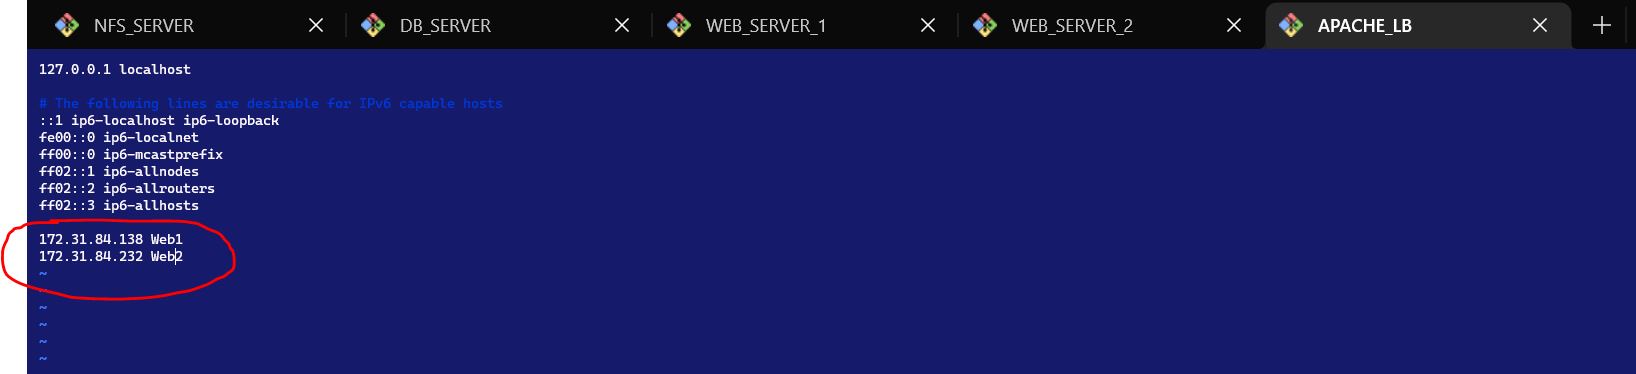 NFS_SERVER
DB_SERVER
WEB_SERVER_1
WEB_SERVER_2
APACHE_LB
127.0.0.1 localhost
# The following lines are desirable for IPv6 capable hosts
::1 ip6-localhost ip6-loopback
fe00::0 ip6-localnet
ff00::0 ip6-mcastprefix
ff02::1 ip6-allnodes
ff02::2 ip6-allrouters
ff02::3 ip6-allhosts
172.31.84.138 Web1
172.31.84.232 Web2
~
~
~
~
~
~